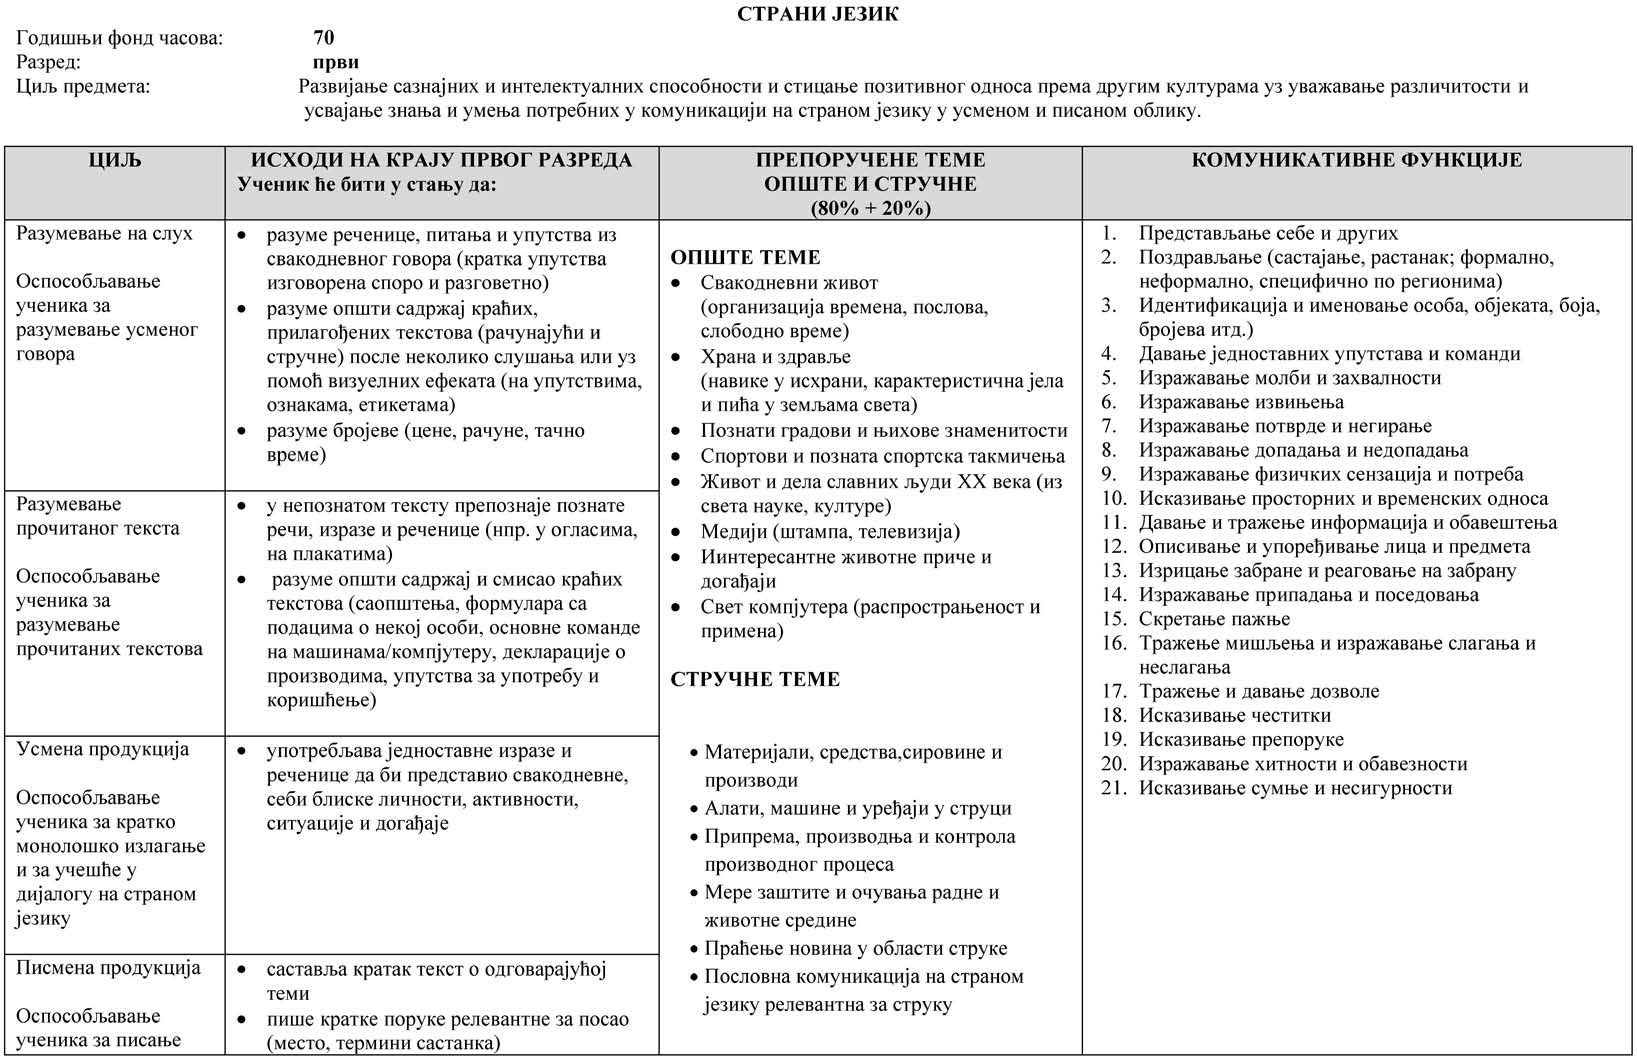 СТРАНИ ЈЕЗИК
Годишњи фонд часова: 70
Разред: први
Циљ предмета: Развијање сазнајних и интелектуалних способности и стицање позитивног односа према другим културама уз уважавање различитости и
усвајање знања и умења потребних у комуникацији на страном језику у усменом и писаном облику.
ЦИЉ
ИСХОДИ НА КРАЈУ ПРВОГ РАЗРЕДА
Ученик ће бити у стању да:
ПРЕПОРУЧЕНЕ ТЕМЕ
ОПШТЕ И СТРУЧНЕ
(80% + 20%)
КОМУНИКАТИВНЕ ФУНКЦИЈЕ
Разумевање на слух
Оспособљавање
ученика за
разумевање усменог
говора
• разуме реченице, питања и упутства из
свакодневног говора (кратка упутства
изговорена споро и разговетно)
• разуме општи садржај краћих,
прилагођених текстова (рачунајући и
стручне) после неколико слушања или уз
помоћ визуелних ефеката (на упутствима,
ознакама, етикетама)
• разуме бројеве (цене, рачуне, тачно
време)
Разумевање
прочитаног текста
Оспособљавање
ученика за
разумевање
прочитаних текстова
• у непознатом тексту препознаје познате
речи, изразе и реченице (нпр. у огласима,
на плакатима)
• разуме општи садржај и смисао краћих
текстова (саопштења, формулара са
подацима о некој особи, основне команде
на машинама/компјутеру, декларације о
производима, упутства за употребу и
коришћење)
Усмена продукција
Оспособљавање
ученика за кратко
монолошко излагање
и за учешће у
дијалогу на страном
језику
• употребљава једноставне изразе и
реченице да би представио свакодневне,
себи блиске личности, активности,
ситуације и догађаје
Писмена продукција
Оспособљавање
ученика за писање
• саставља кратак текст о одговарајућој
теми
• пише кратке поруке релевантне за посао
(место, термини састанка)
ОПШТЕ ТЕМЕ
• Свакодневни живот
(организација времена, послова,
слободно време)
• Храна и здравље
(навике у исхрани, карактеристична јела
и пића у земљама света)
• Познати градови и њихове знаменитости
• Спортови и позната спортска такмичења
• Живот и дела славних људи XX века (из
света науке, културе)
• Медији (штампа, телевизија)
• Иинтересантне животне приче и
догађаји
• Свет компјутера (распрострањеност и
примена)
СТРУЧНЕ ТЕМЕ
• Материјали, средства,сировине и
производи
• Алати, машине и уређаји у струци
• Припрема, производња и контрола
производног процеса
• Мере заштите и очувања радне и
животне средине
• Праћење новина у области струке
• Пословна комуникација на страном
језику релевантна за струку
1. Представљање себе и других
2. Поздрављање (састајање, растанак; формално,
неформално, специфично по регионима)
3. Идентификација и именовање особа, објеката, боја,
бројева итд.)
4. Давање једноставних упутстава и команди
5. Изражавање молби и захвалности
6. Изражавање извињења
7. Изражавање потврде и негирање
8. Изражавање допадања и недопадања
9. Изражавање физичких сензација и потреба
10. Исказивање просторних и временских односа
11. Давање и тражење информација и обавештења
12. Описивање и упоређивање лица и предмета
13. Изрицање забране и реаговање на забрану
14. Изражавање припадања и поседовања
15. Скретање пажње
16. Тражење мишљења и изражавање слагања и
неслагања
17. Тражење и давање дозволе
18. Исказивање честитки
19. Исказивање препоруке
20. Изражавање хитности и обавезности
21. Исказивање сумње и несигурности